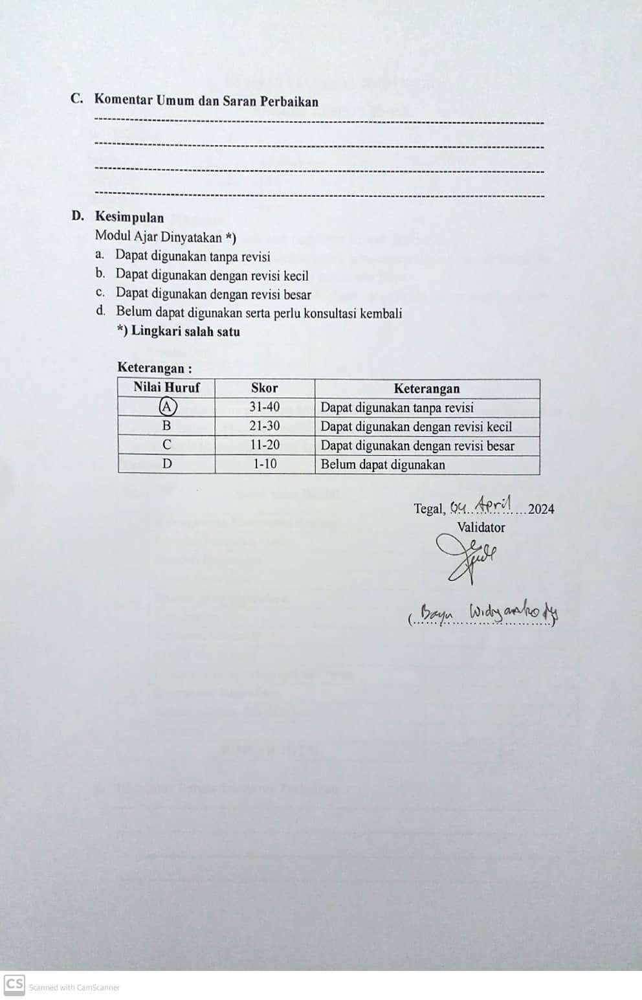 C. Komentar Umum dan Saran Perbaikan
D. Kesimpulan
Modul Ajar Dinyatakan *)
a. Dapat digunakan tanpa revisi
b. Dapat digunakan dengan revisi kecil
c. Dapat digunakan dengan revisi besar
d. Belum dapat digunakan serta perlu konsultasi kembali
*) Lingkari salah satu
Keterangan :
Nilai Huruf Skor Keterangan
A 31-40 Dapat digunakan tanpa revisi
B 21-30 Dapat digunakan dengan revisi kecil
C 11-20 Dapat digunakan dengan revisi besar
D 1-10 Belum dapat digunakan
Tegal, 04 April 2024
Validator
(Bayu)
CS Scanned with CamScanner